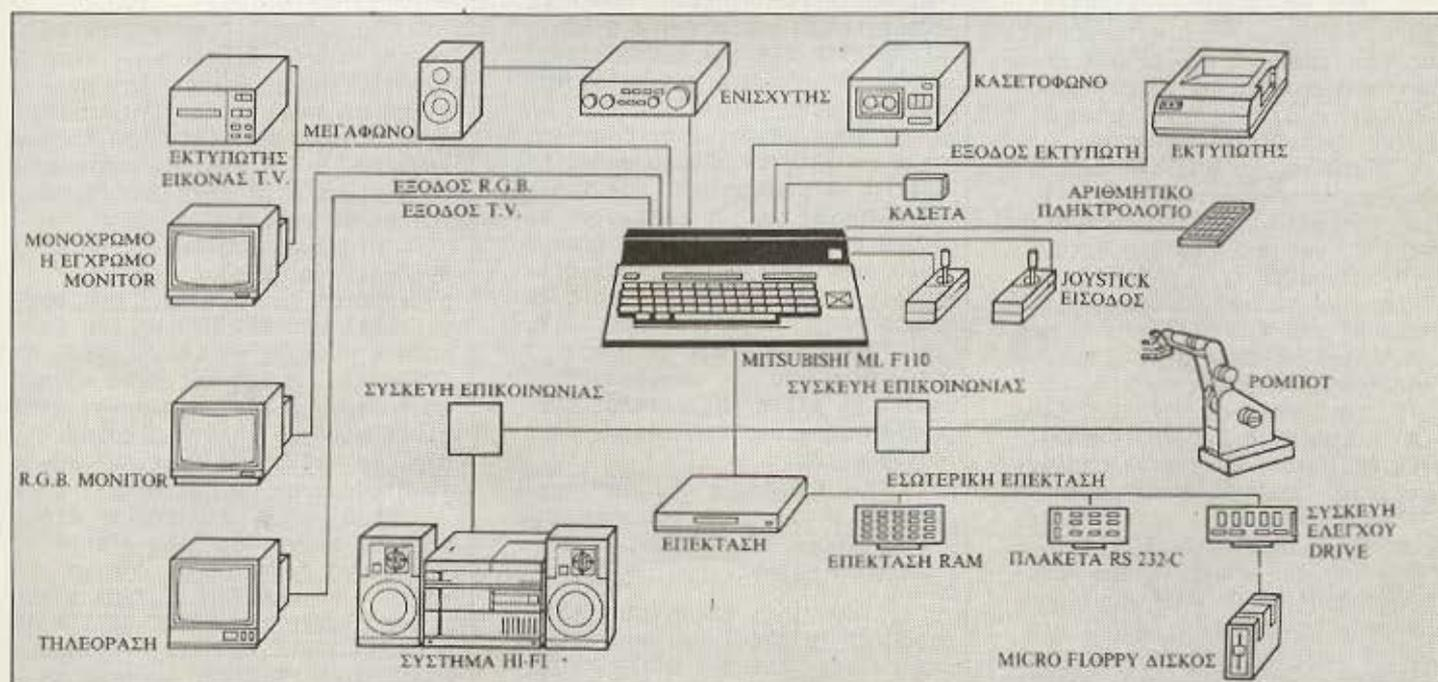 ΕΚΤΥΠΩΤΗΣ
ΕΙΚΟΝΑΣ T.V.
ΜΕΓΑΦΩΝΟ
ΕΝΙΣΧΥΤΗΣ
ΚΑΣΕΤΟΦΩΝΟ
ΕΞΟΔΟΣ ΕΚΤΥΠΩΤΗ
ΕΚΤΥΠΩΤΗΣ
ΕΞΟΔΟΣ R.G.B.
ΕΞΟΔΟΣ T.V.
ΚΑΣΕΤΑ
ΑΡΙΘΜΗΤΙΚΟ
ΠΛΗΚΤΡΟΛΟΓΙΟ
ΜΟΝΟΧΡΩΜΟ
Η ΕΓΧΡΩΜΟ
MONITOR
JOYSTICK
ΕΙΣΟΔΟΣ
MITSUBISHI ML F110
ΣΥΣΚΕΥΗ ΕΠΙΚΟΙΝΩΝΙΑΣ
ΣΥΣΚΕΥΗ ΕΠΙΚΟΙΝΩΝΙΑΣ
ΡΟΜΠΟΤ
R.G.B. MONITOR
ΕΣΩΤΕΡΙΚΗ ΕΠΕΚΤΑΣΗ
ΕΠΕΚΤΑΣΗ
ΕΠΕΚΤΑΣΗ RAM
ΠΛΑΚΕΤΑ RS 232-C
ΣΥΣΚΕΥΗ
ΕΛΕΓΧΟΥ
DRIVE
ΤΗΛΕΟΡΑΣΗ
ΣΥΣΤΗΜΑ HI-FI
MICRO FLOPPY ΔΙΣΚΟΣ